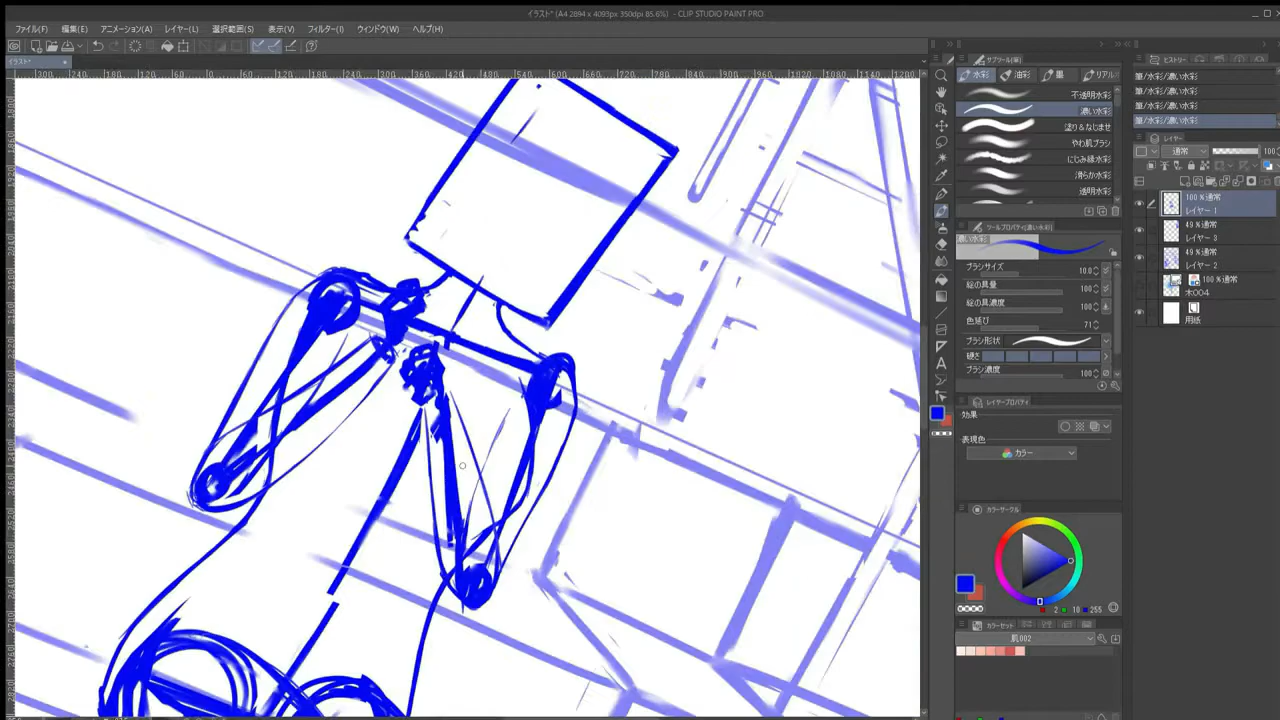 イラスト* (A4 2894 x 4093px 350dpi 85.6%) - CLIP STUDIO PAINT PRO
ファイル(F) 編集(E) アニメーション(A) レイヤー(L) 選択範囲(S) 表示(V) フィルター(I) ウィンドウ(W) ヘルプ(H)
イラスト*
サブツール(筆)
水彩 油彩 墨 リアル
不透明水彩
濃い水彩
塗り&なじませ
やわ肌ブラシ
にじみ縁水彩
滑らか水彩
透明水彩
ツールプロパティ(濃い水彩)
濃い水彩
ブラシサイズ 10.0
絵の具量 100
絵の具濃度 100
色延び 71
ブラシ形状
硬さ
ブラシ濃度 100
レイヤープロパティ
効果
表現色
カラー
カラーサークル
2 10 255
カラーセット
肌002
ヒストリー
筆/水彩/濃い水彩
筆/水彩/濃い水彩
筆/水彩/濃い水彩
筆/水彩/濃い水彩
レイヤー
通常 100
100 %通常
レイヤー 1
49 %通常
レイヤー 3
49 %通常
レイヤー 2
100 %通常
木004
用紙